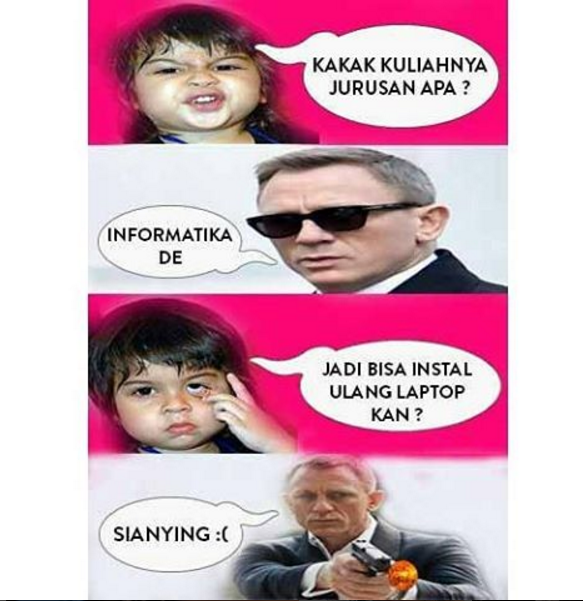 KAKAK KULIAHNYA
JURUSAN APA ?
INFORMATIKA
DE
JADI BISA INSTAL
ULANG LAPTOP
KAN ?
SIANYING :(